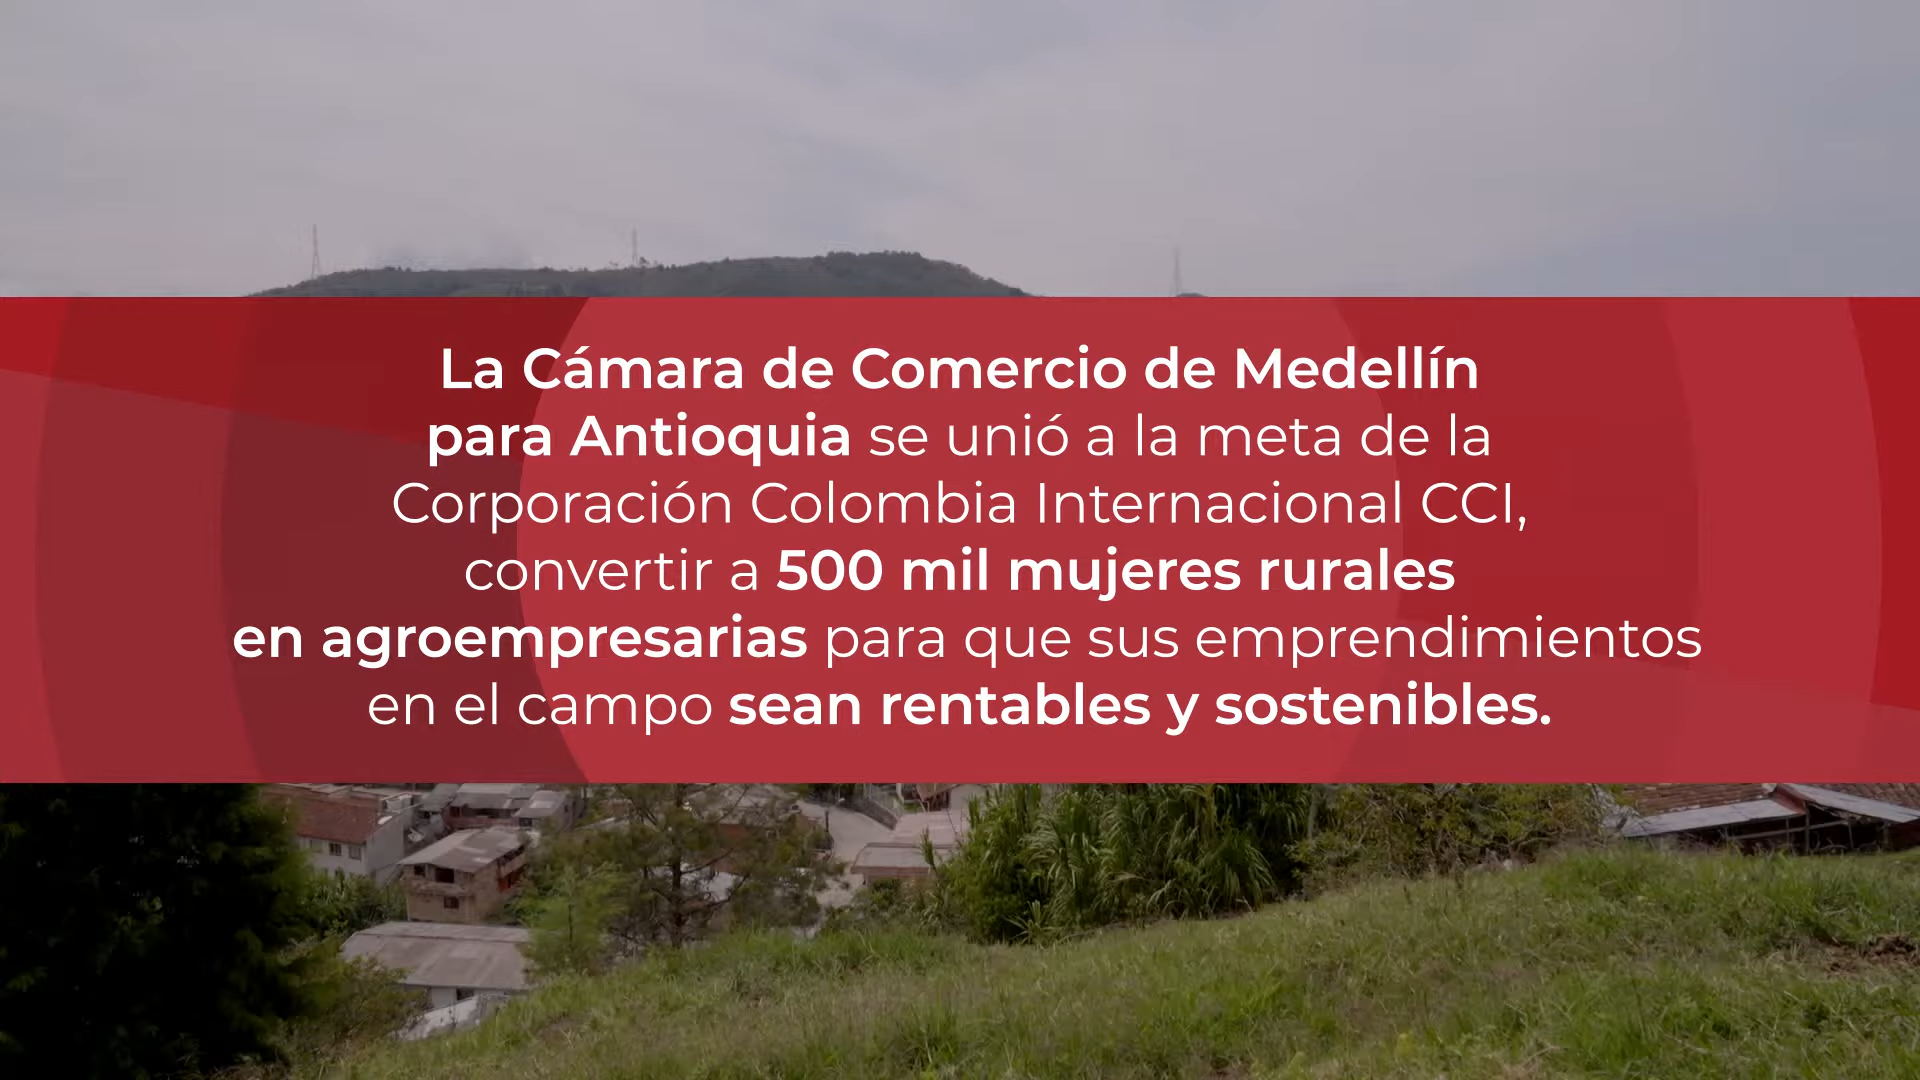 La Cámara de Comercio de Medellín
para Antioquia se unió a la meta de la
Corporación Colombia Internacional CCI,
convertir a 500 mil mujeres rurales
en agroempresarias para que sus emprendimientos
en el campo sean rentables y sostenibles.